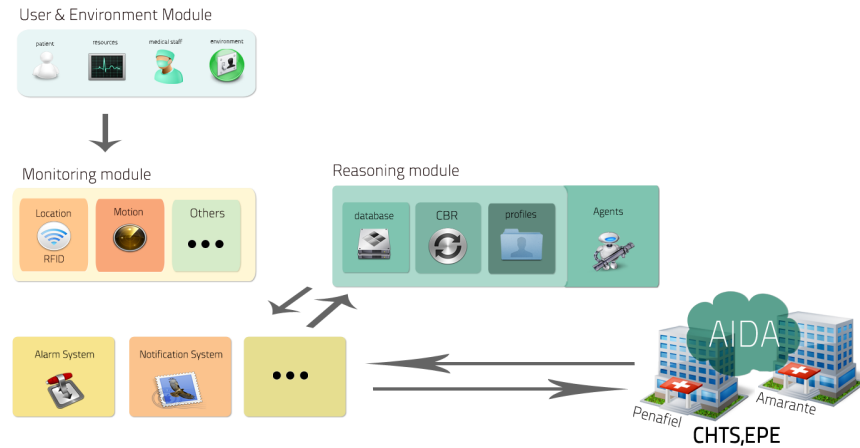 User & Environment Module
patient
resources
medical staff
environment
Monitoring module
Location
RFID
Motion
Others
Reasoning module
database
CBR
profiles
Agents
Alarm System
Notification System
AIDA
Penafiel
Amarante
CHTS,EPE